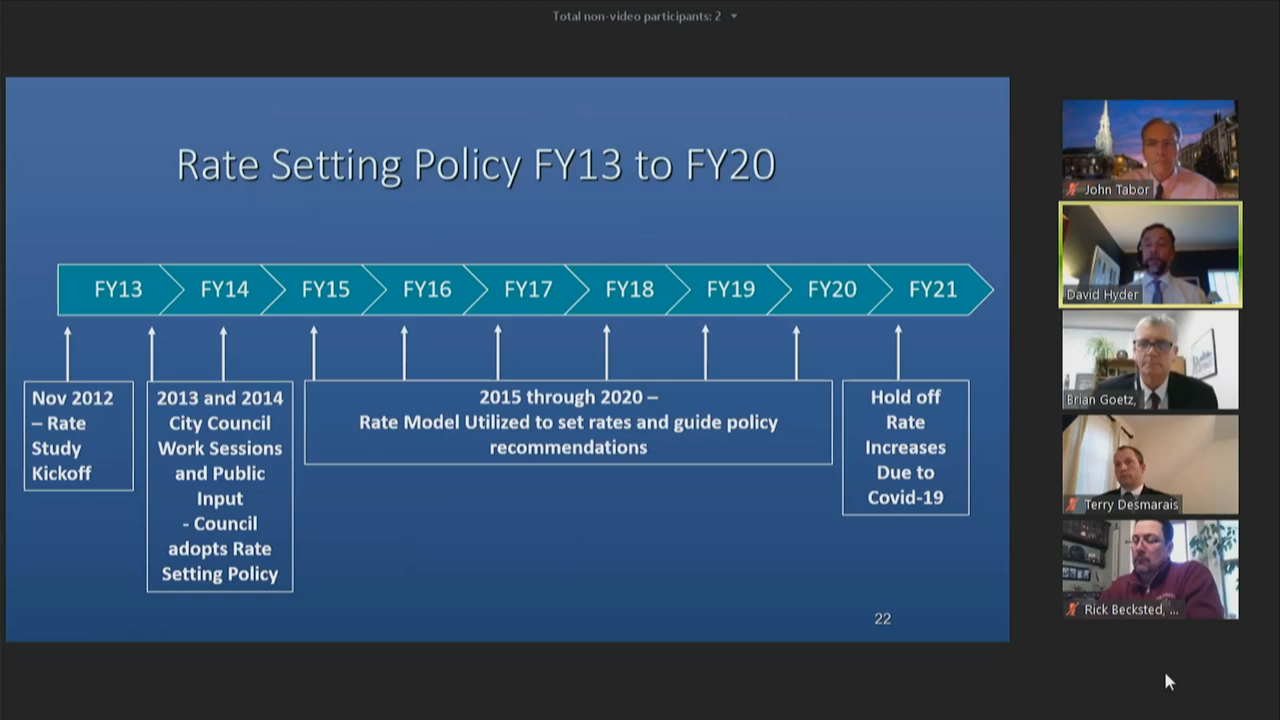 Total non-video participants: 2
Rate Setting Policy FY13 to FY20
FY13 FY14 FY15 FY16 FY17 FY18 FY19 FY20 FY21
Nov 2012
– Rate
Study
Kickoff
2013 and 2014
City Council
Work Sessions
and Public
Input
- Council
adopts Rate
Setting Policy
2015 through 2020 –
Rate Model Utilized to set rates and guide policy
recommendations
Hold off
Rate
Increases
Due to
Covid-19
22
John Tabor
David Hyder
Brian Goetz,
Terry Desmarais
Rick Becksted, ...